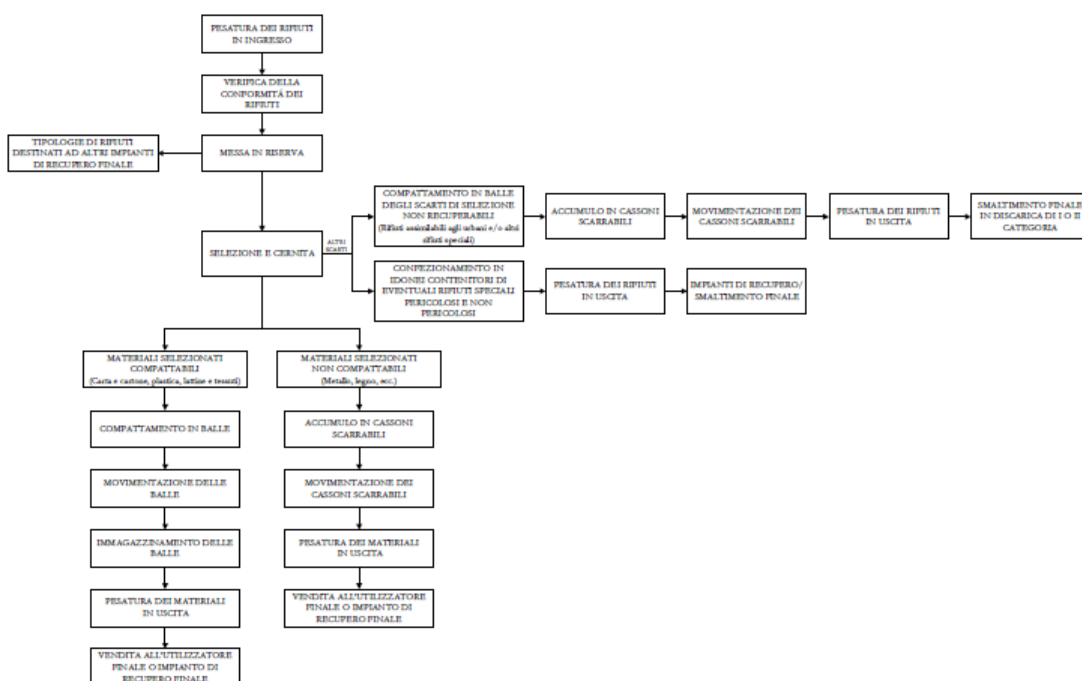 PESATURA DEI RIFIUTI
IN INGRESSO
VERIFICA DELLA
CONFORMITÁ DEI
RIFIUTI
TIPOLOGIE DI RIFIUTI
DESTINATI AD ALTRI IMPIANTI
DI RECUPERO FINALE
MESSA IN RISERVA
SELEZIONE E CERNITA
ALTRI
SCARTI
COMPATTAMENTO IN BALLE
DEGLI SCARTI DI SELEZIONE
NON RECUPERABILI
(Rifiuti assimilabili agli urbani e/o altri
rifiuti speciali)
ACCUMULO IN CASSONI
SCARRABILI
MOVIMENTAZIONE DEI
CASSONI SCARRABILI
PESATURA DEI RIFIUTI
IN USCITA
SMALTIMENTO FINALE
IN DISCARICA DI I O II
CATEGORIA
CONFEZIONAMENTO IN
IDONEI CONTENITORI DI
EVENTUALI RIFIUTI SPECIALI
PERICOLOSI E NON
PERICOLOSI
PESATURA DEI RIFIUTI
IN USCITA
IMPIANTI DI RECUPERO/
SMALTIMENTO FINALE
MATERIALI SELEZIONATI
COMPATTABILI
(Carta e cartone, plastica, lattine e tessuti)
COMPATTAMENTO IN BALLE
MOVIMENTAZIONE DELLE
BALLE
IMMAGAZZINAMENTO DELLE
BALLE
PESATURA DEI MATERIALI
IN USCITA
VENDITA ALL'UTILIZZATORE
FINALE O IMPIANTO DI
RECUPERO FINALE
MATERIALI SELEZIONATI
NON COMPATTABILI
(Metallo, legno, ecc.)
ACCUMULO IN CASSONI
SCARRABILI
MOVIMENTAZIONE DEI
CASSONI SCARRABILI
PESATURA DEI MATERIALI
IN USCITA
VENDITA ALL'UTILIZZATORE
FINALE O IMPIANTO DI
RECUPERO FINALE